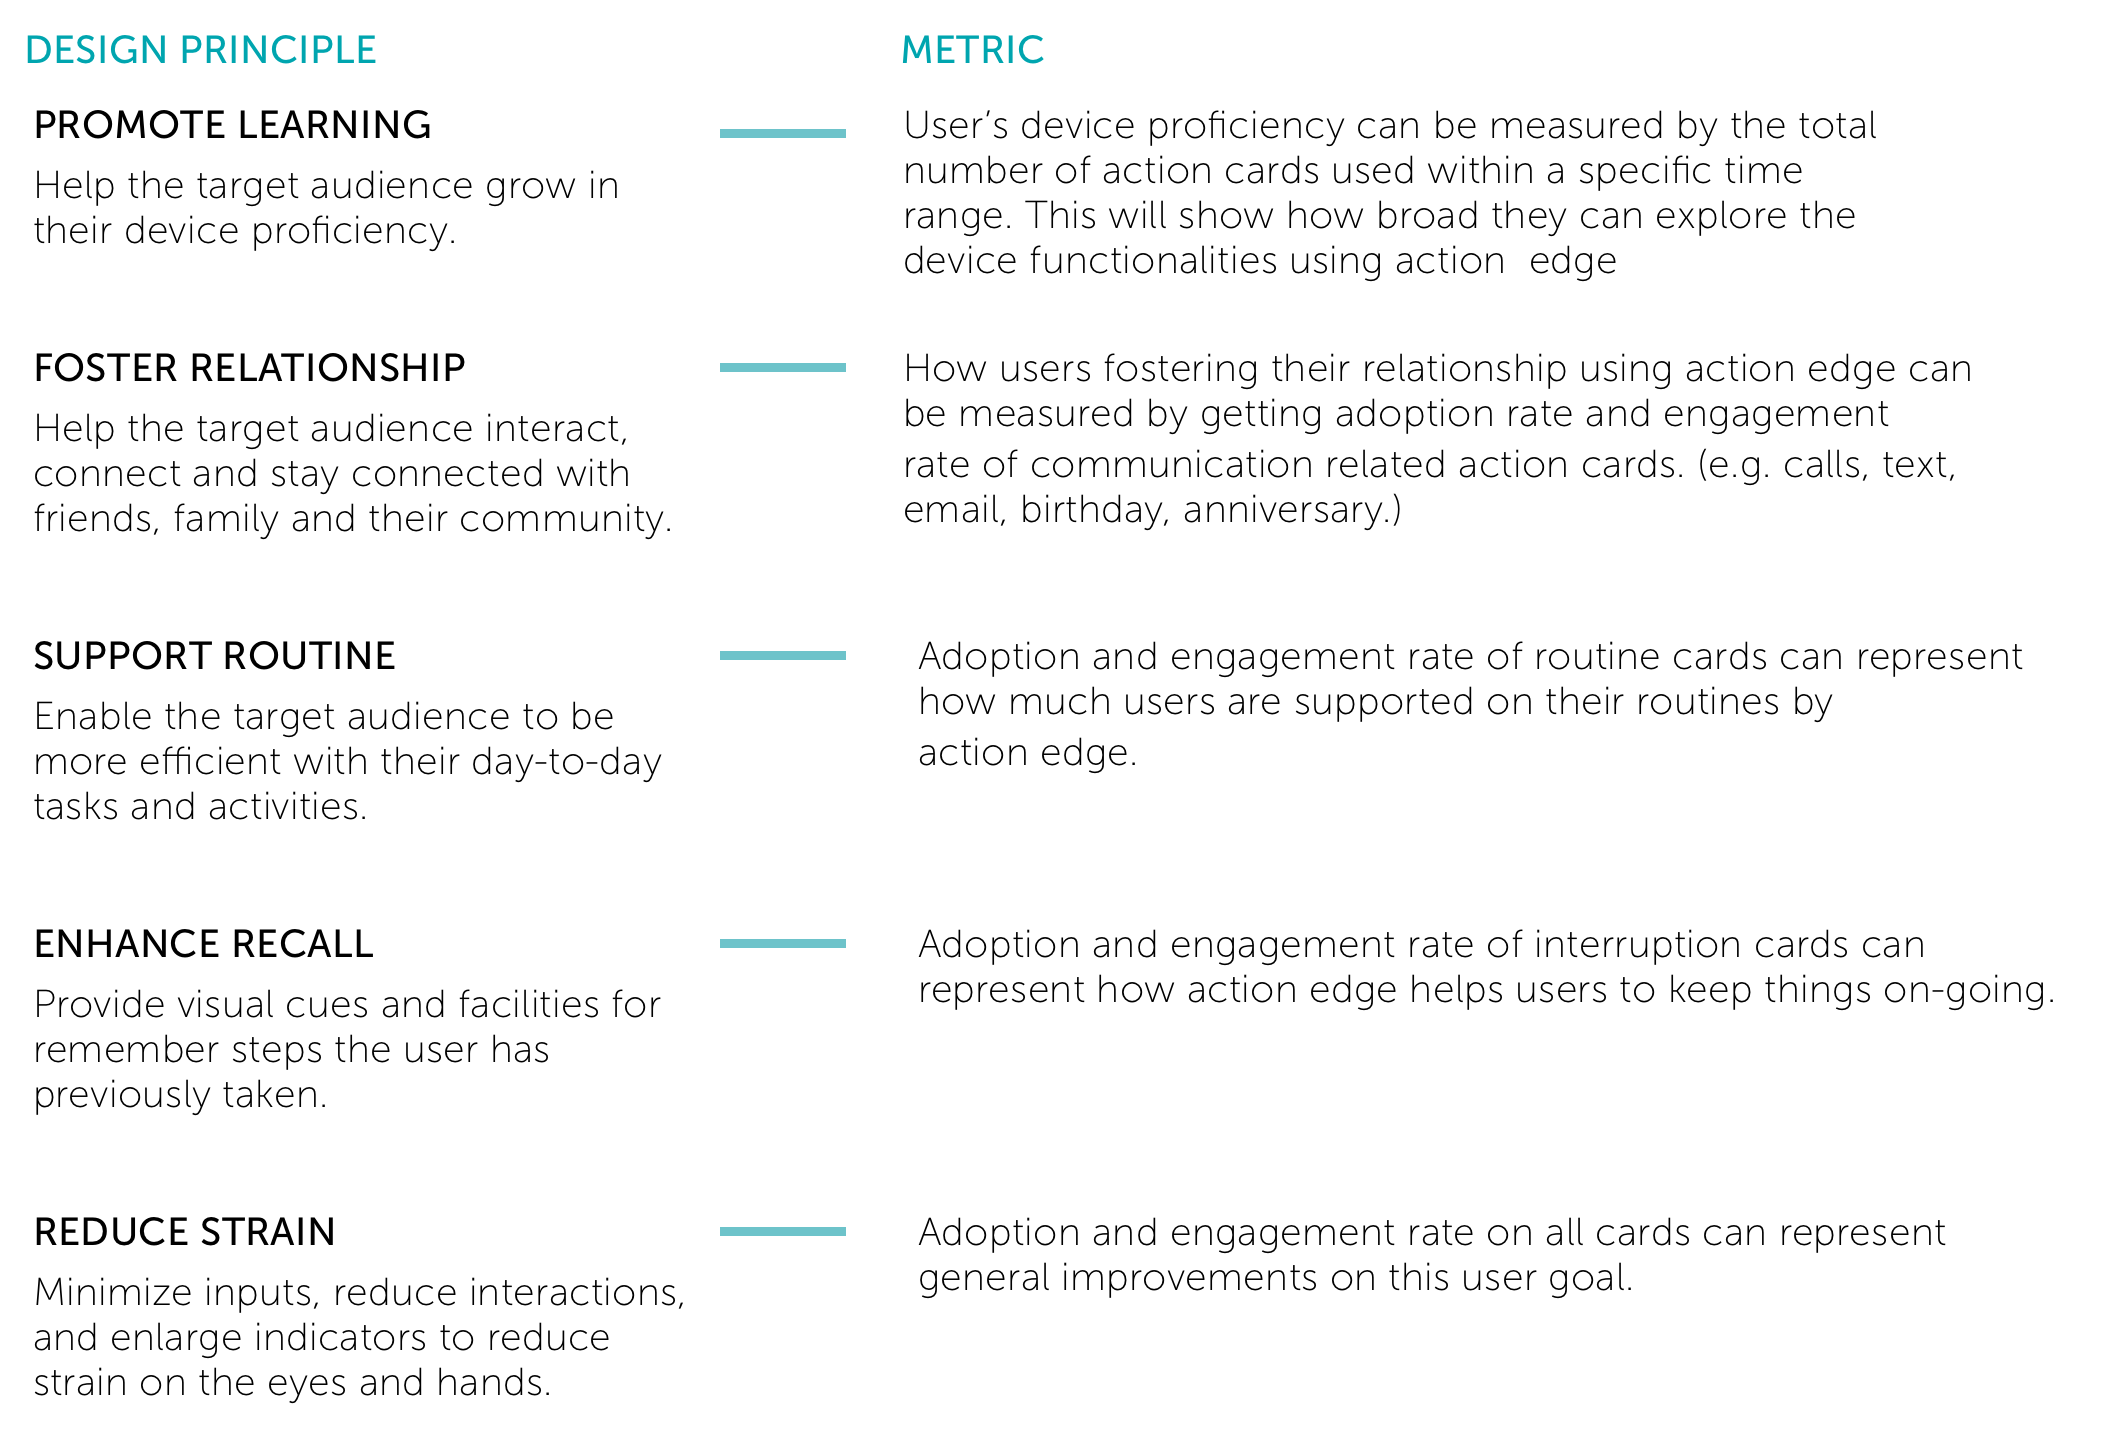 DESIGN PRINCIPLE
METRIC
PROMOTE LEARNING
Help the target audience grow in
their device proficiency.
User’s device proficiency can be measured by the total
number of action cards used within a specific time
range. This will show how broad they can explore the
device functionalities using action  edge
FOSTER RELATIONSHIP
Help the target audience interact,
connect and stay connected with
friends, family and their community.
How users fostering their relationship using action edge can
be measured by getting adoption rate and engagement
rate of communication related action cards. (e.g. calls, text,
email, birthday, anniversary.)
SUPPORT ROUTINE
Enable the target audience to be
more efficient with their day-to-day
tasks and activities.
Adoption and engagement rate of routine cards can represent
how much users are supported on their routines by
action edge.
ENHANCE RECALL
Provide visual cues and facilities for
remember steps the user has
previously taken.
Adoption and engagement rate of interruption cards can
represent how action edge helps users to keep things on-going.
REDUCE STRAIN
Minimize inputs, reduce interactions,
and enlarge indicators to reduce
strain on the eyes and hands.
Adoption and engagement rate on all cards can represent
general improvements on this user goal.